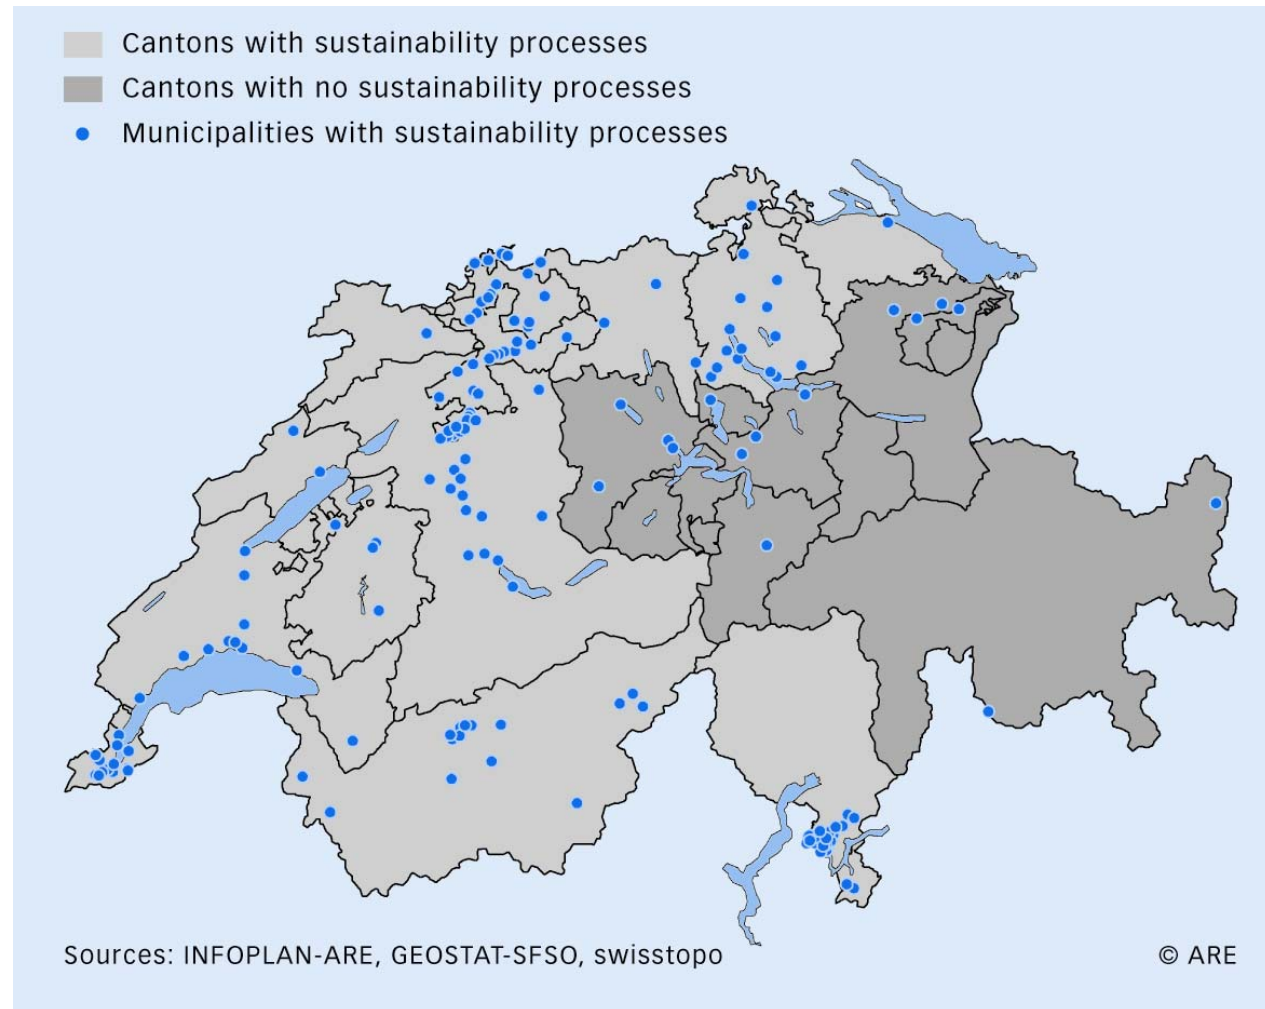 Cantons with sustainability processes
Cantons with no sustainability processes
Municipalities with sustainability processes
Sources: INFOPLAN-ARE, GEOSTAT-SFSO, swisstopo
© ARE